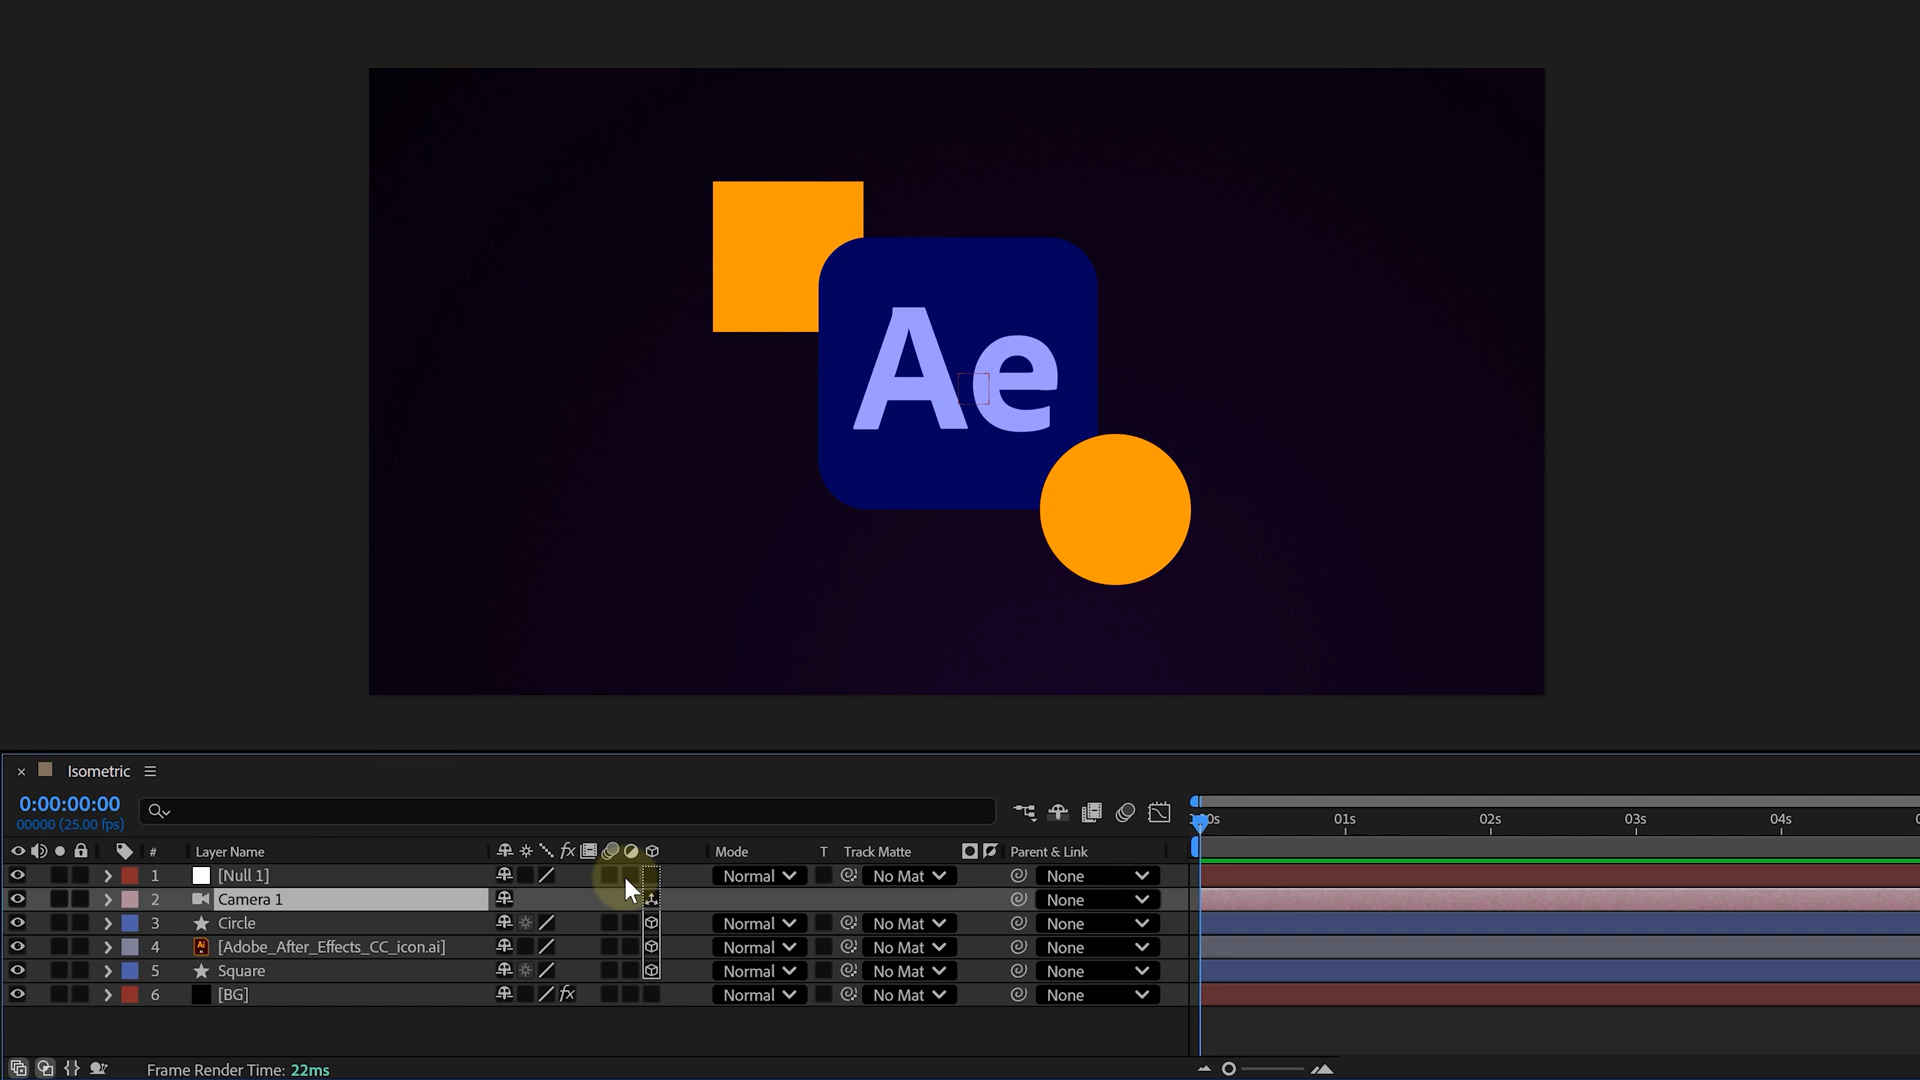 Ae
Isometric
0:00:00:00
00000 (25.00 fps)
01s 02s 03s 04s
# Layer Name fx Mode T Track Matte Parent & Link
1 [Null 1] Normal No Mat None
2 Camera 1 None
3 Circle Normal No Mat None
4 Ai [Adobe_After_Effects_CC_icon.ai] Normal No Mat None
5 Square Normal No Mat None
6 [BG] fx Normal No Mat None
Frame Render Time: 22ms